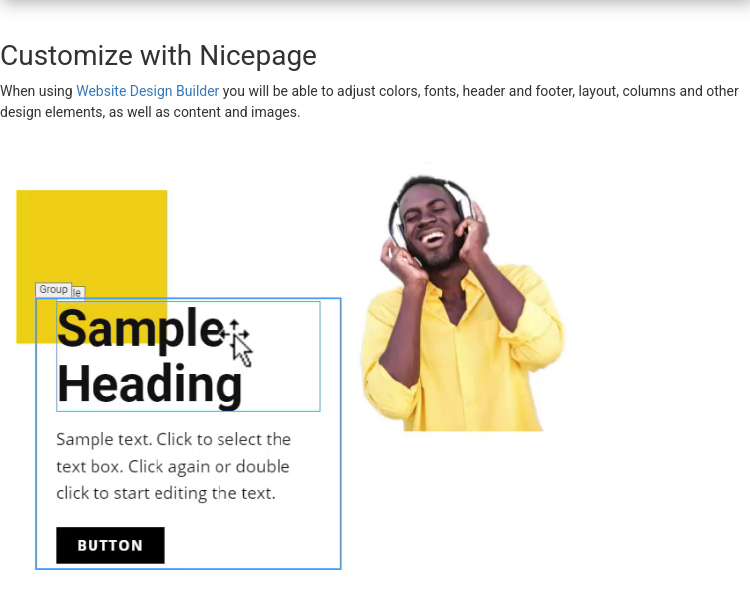 Customize with Nicepage
When using Website Design Builder you will be able to adjust colors, fonts, header and footer, layout, columns and other
design elements, as well as content and images.
Group
le
Sample
Heading
Sample text. Click to select the
text box. Click again or double
click to start editing the text.
BUTTON